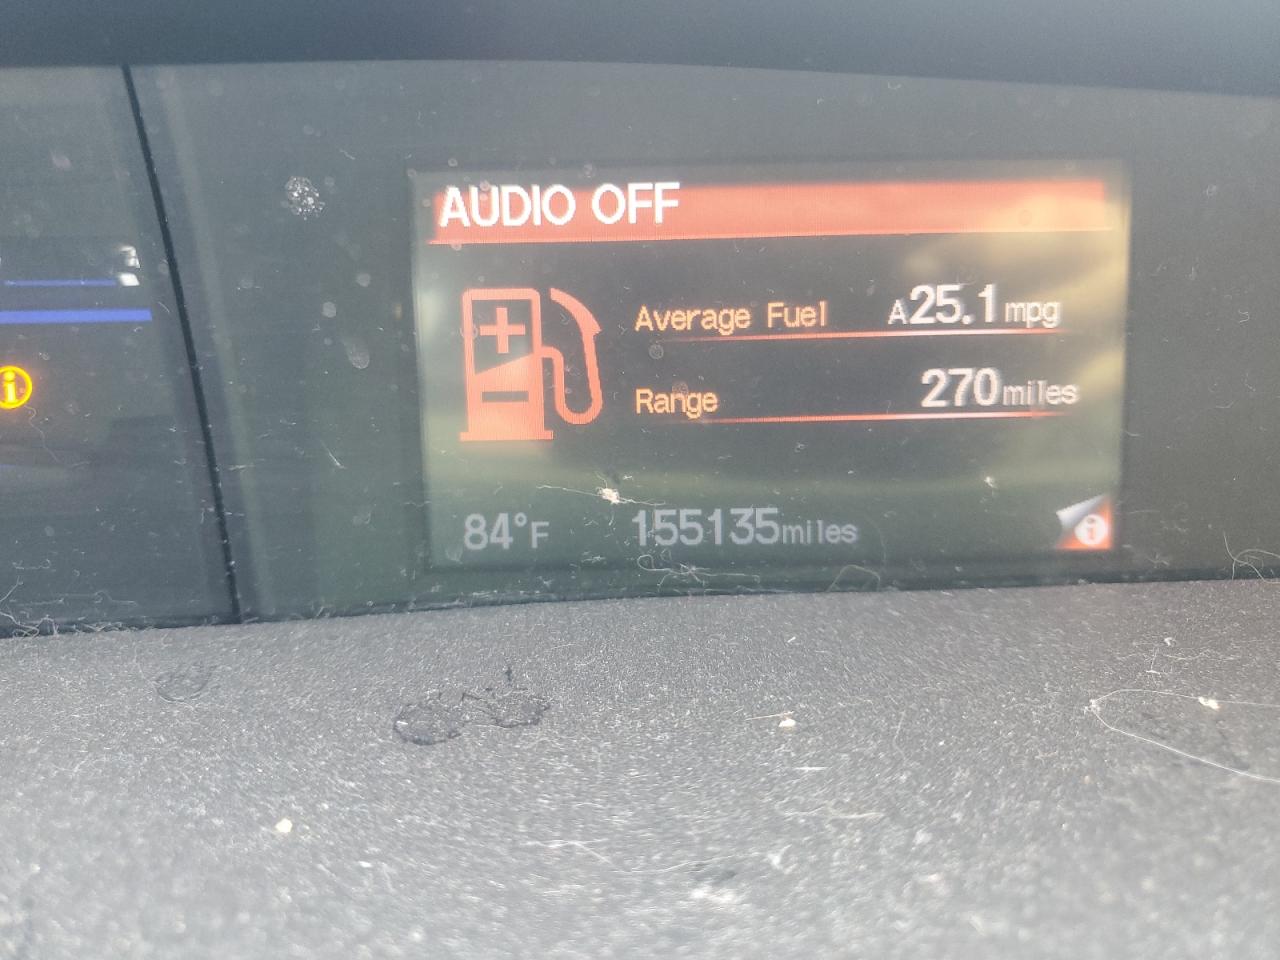 AUDIO OFF
Average Fuel A25.1mpg
Range 270miles
84°F 155135miles